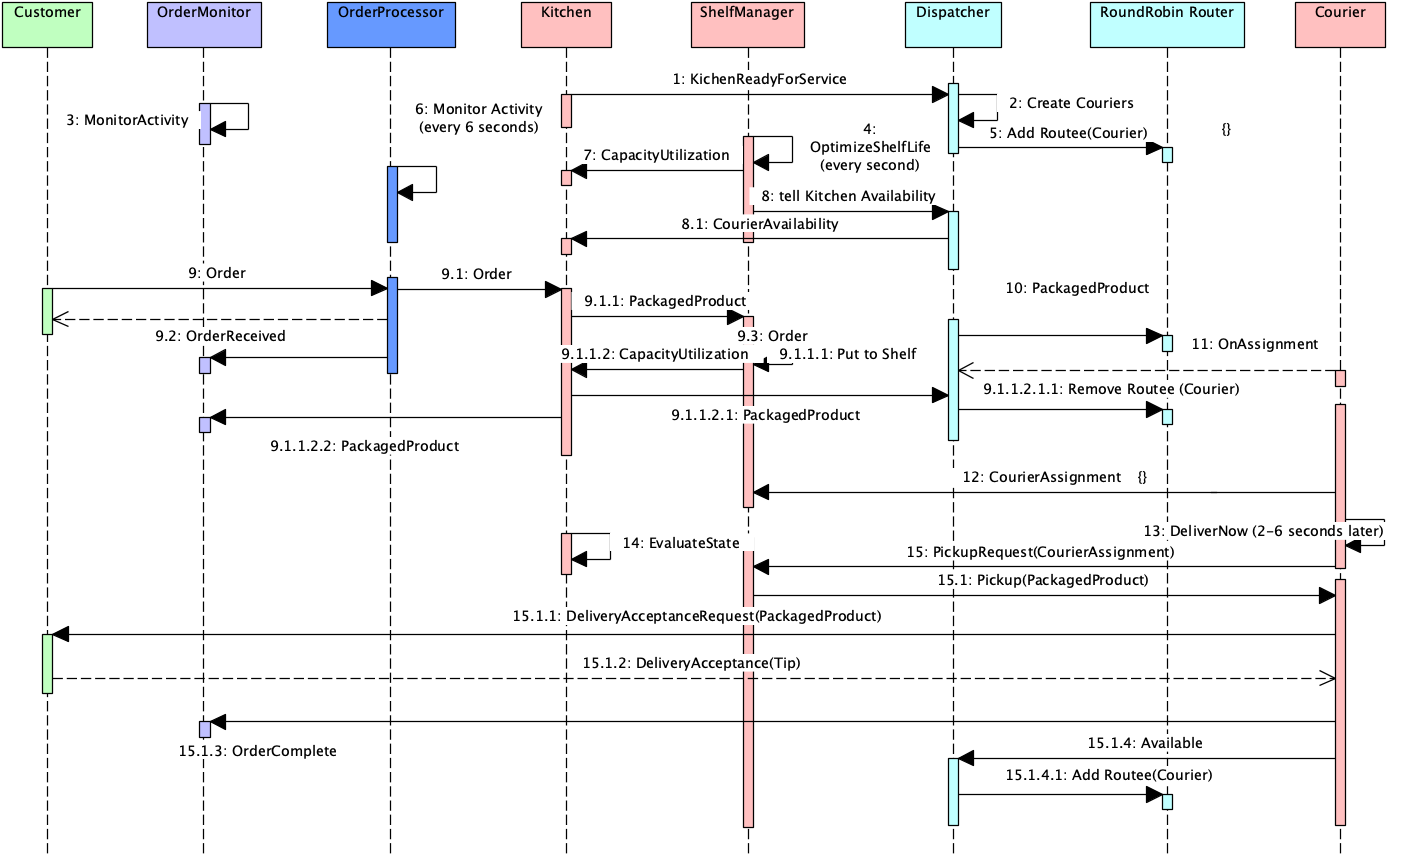 Customer
OrderMonitor
OrderProcessor
Kitchen
ShelfManager
Dispatcher
RoundRobin Router
Courier
1: KichenReadyForService
2: Create Couriers
3: MonitorActivity
6: Monitor Activity
(every 6 seconds)
4:
OptimizeShelfLife
(every second)
5: Add Routee(Courier)
{}
7: CapacityUtilization
8: tell Kitchen Availability
8.1: CourierAvailability
9: Order
9.1: Order
10: PackagedProduct
9.1.1: PackagedProduct
9.2: OrderReceived
9.3: Order
11: OnAssignment
9.1.1.2: CapacityUtilization
9.1.1.1: Put to Shelf
9.1.1.2.1.1: Remove Routee (Courier)
9.1.1.2.1: PackagedProduct
9.1.1.2.2: PackagedProduct
12: CourierAssignment
{}
13: DeliverNow (2-6 seconds later)
14: EvaluateState
15: PickupRequest(CourierAssignment)
15.1: Pickup(PackagedProduct)
15.1.1: DeliveryAcceptanceRequest(PackagedProduct)
15.1.2: DeliveryAcceptance(Tip)
15.1.3: OrderComplete
15.1.4: Available
15.1.4.1: Add Routee(Courier)